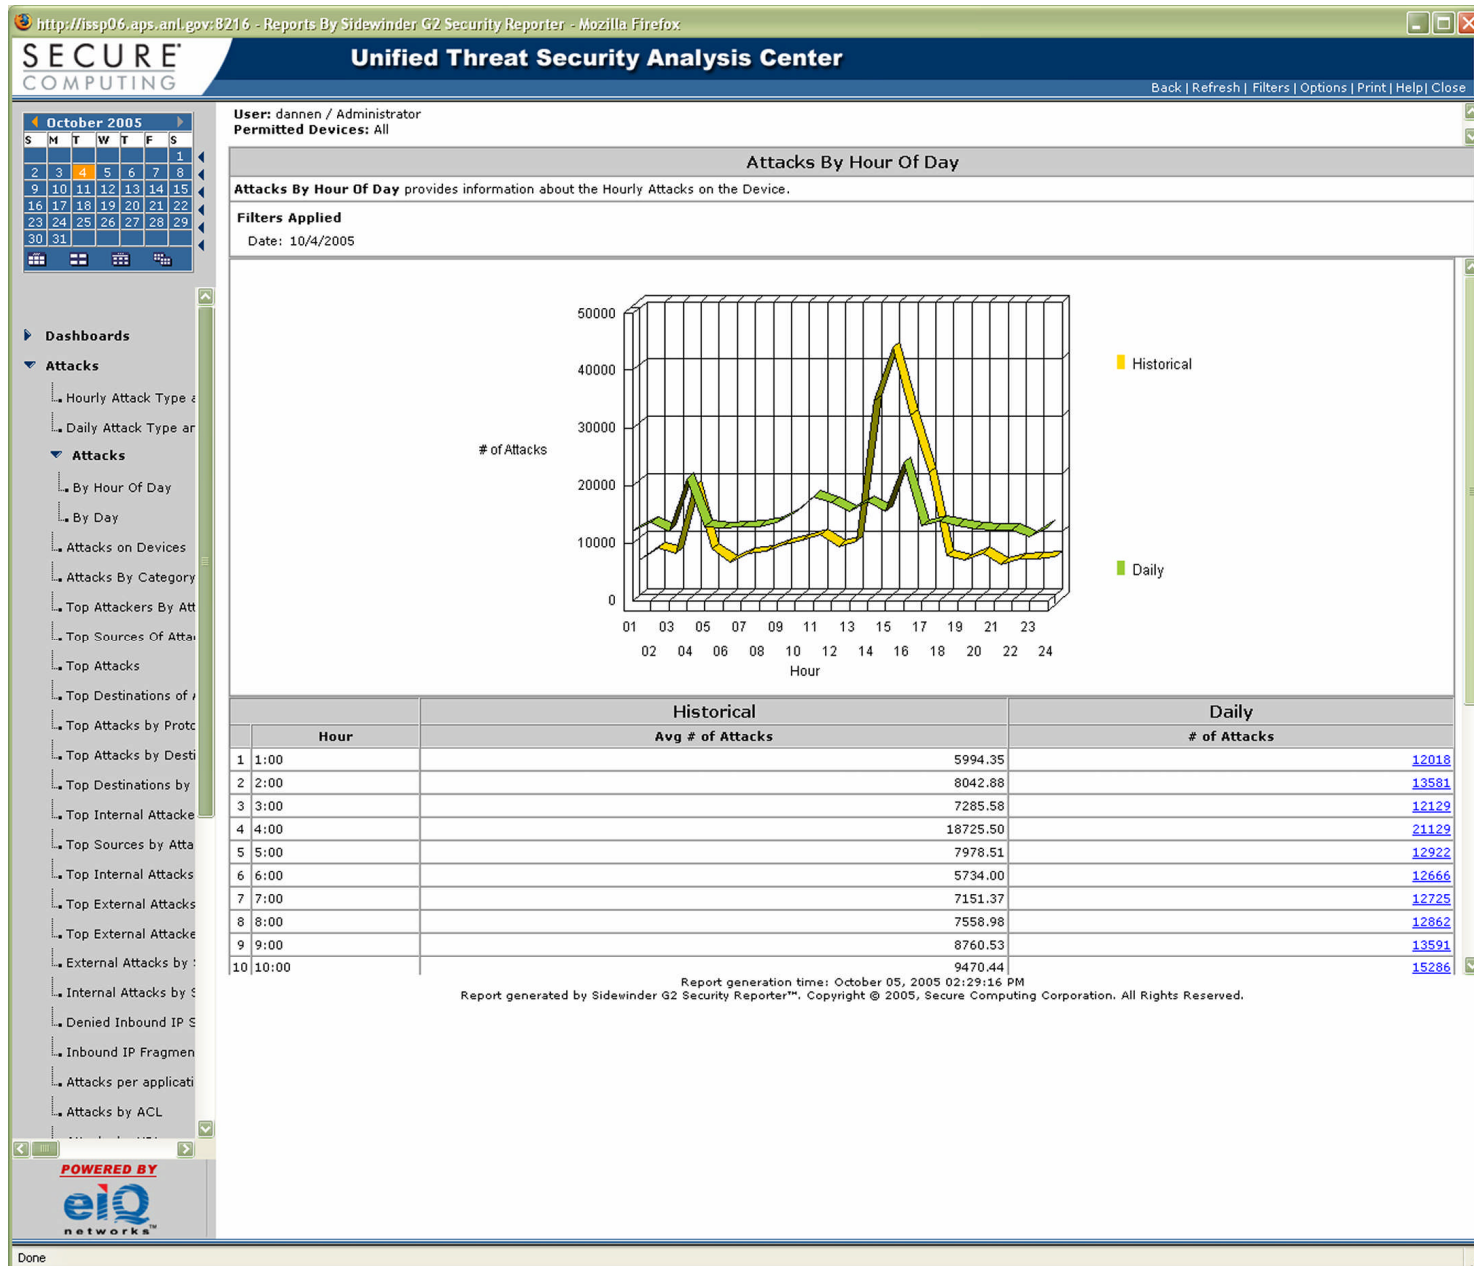 http://issp06.aps.anl.gov:8216 - Reports By Sidewinder G2 Security Reporter - Mozilla Firefox
SECURE
COMPUTING
Unified Threat Security Analysis Center
Back | Refresh | Filters | Options | Print | Help | Close
October 2005
S M T W T F S
1
2 3 4 5 6 7 8
9 10 11 12 13 14 15
16 17 18 19 20 21 22
23 24 25 26 27 28 29
30 31
User: dannen / Administrator
Permitted Devices: All
Attacks By Hour Of Day
Attacks By Hour Of Day provides information about the Hourly Attacks on the Device.
Filters Applied
Date: 10/4/2005
Dashboards
Attacks
Hourly Attack Type a
Daily Attack Type ar
Attacks
By Hour Of Day
By Day
Attacks on Devices
Attacks By Category
Top Attackers By Att
Top Sources Of Atta
Top Attacks
Top Destinations of
Top Attacks by Proto
Top Attacks by Desti
Top Destinations by
Top Internal Attacke
Top Sources by Atta
Top Internal Attacks
Top External Attacks
Top External Attacke
External Attacks by
Internal Attacks by S
Denied Inbound IP S
Inbound IP Fragmen
Attacks per applicati
Attacks by ACL
POWERED BY
eiQ
networks™
50000
40000
30000
20000
10000
0
# of Attacks
01 03 05 07 09 11 13 15 17 19 21 23
02 04 06 08 10 12 14 16 18 20 22 24
Hour
Historical
Daily
Historical Daily
Hour Avg # of Attacks # of Attacks
1 1:00 5994.35 12018
2 2:00 8042.88 13581
3 3:00 7285.58 12129
4 4:00 18725.50 21129
5 5:00 7978.51 12922
6 6:00 5734.00 12666
7 7:00 7151.37 12725
8 8:00 7558.98 12862
9 9:00 8760.53 13591
10 10:00 9470.44 15286
Report generation time: October 05, 2005 02:29:16 PM
Report generated by Sidewinder G2 Security Reporter™. Copyright © 2005, Secure Computing Corporation. All Rights Reserved.
Done